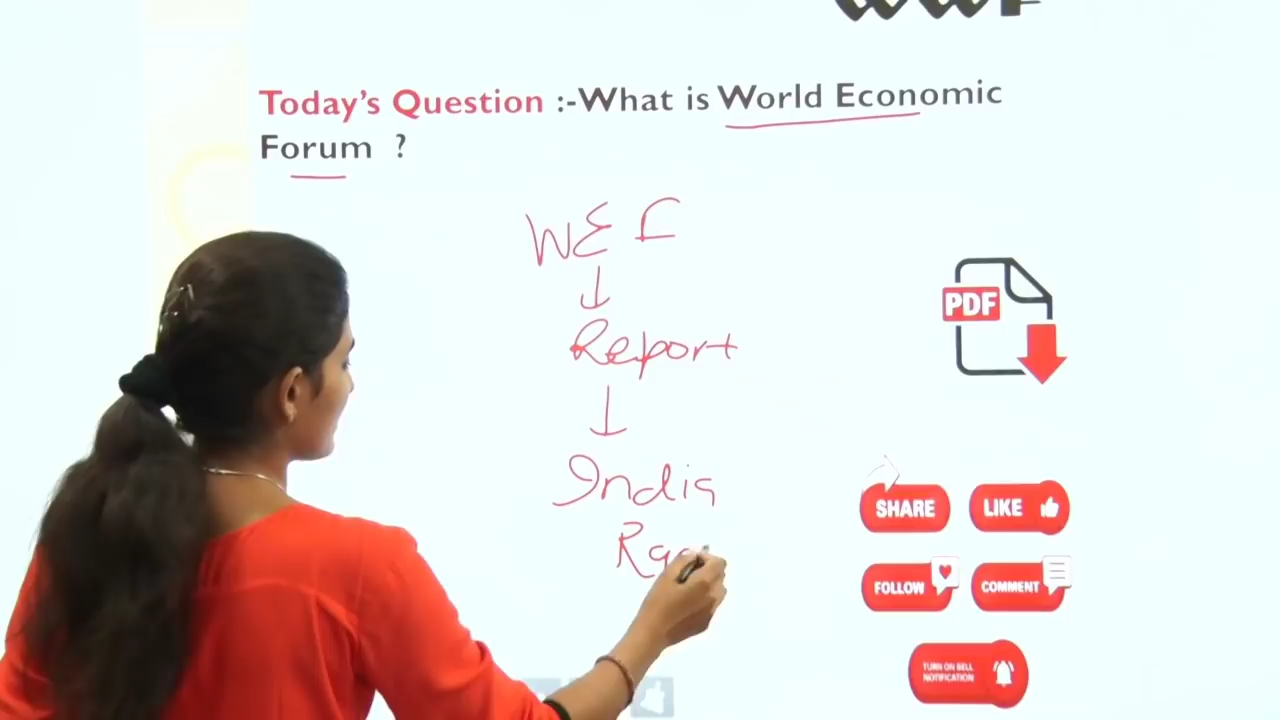 Today's Question :-What is World Economic
Forum ?
WEF
Report
India
PDF
SHARE
LIKE
FOLLOW
COMMENT
TURN ON BELL
NOTIFICATION